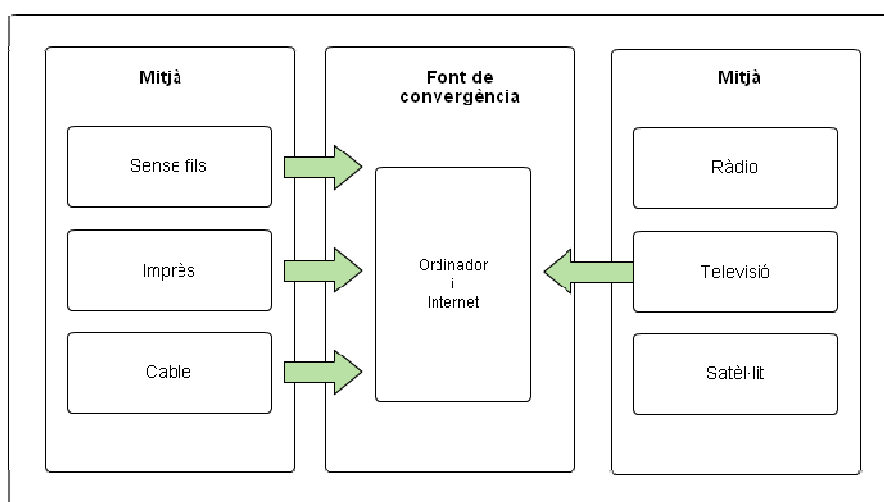 Mitjà
Sense fils
Imprès
Cable
Font de
convergència
Ordinador
i
Internet
Mitjà
Ràdio
Televisió
Satèl·lit